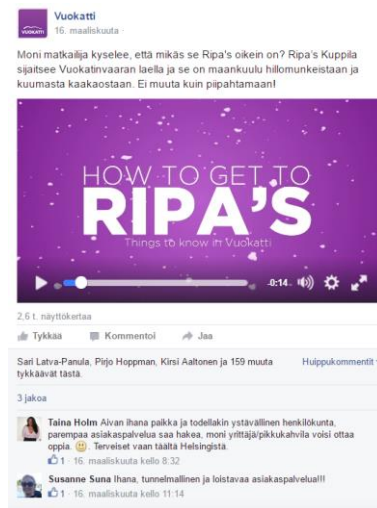 Vuokatti
16. maaliskuuta ·
Moni matkailija kyselee, että mikäs se Ripa's oikein on? Ripa's Kuppila
sijaitsee Vuokatinvaaran laella ja se on maankuulu hillomunkeistaan ja
kuumasta kaakaostaan. Ei muuta kuin piipahtamaan!
HOW TO GET TO
RIPA'S
Things to know in Vuokatti
-0:14
2,6 t. näyttökertaa
Tykkää Kommentoi Jaa
Sari Latva-Panula, Pirjo Hoppman, Kirsi Aaltonen ja 159 muuta Huippukommentit
tykkäävät tästä.
3 jakoa
Taina Holm Aivan ihana paikka ja todellakin ystävällinen henkilökunta,
parempaa asiakaspalvelua saa hakea, moni yrittäjä/pikkukahvila voisi ottaa
oppia. Terveiset vaan täältä Helsingistä.
1 · 16. maaliskuuta kello 8:32
Susanne Suna Ihana, tunnelmallinen ja loistavaa asiakaspalvelua!!!
1 · 16. maaliskuuta kello 11:14